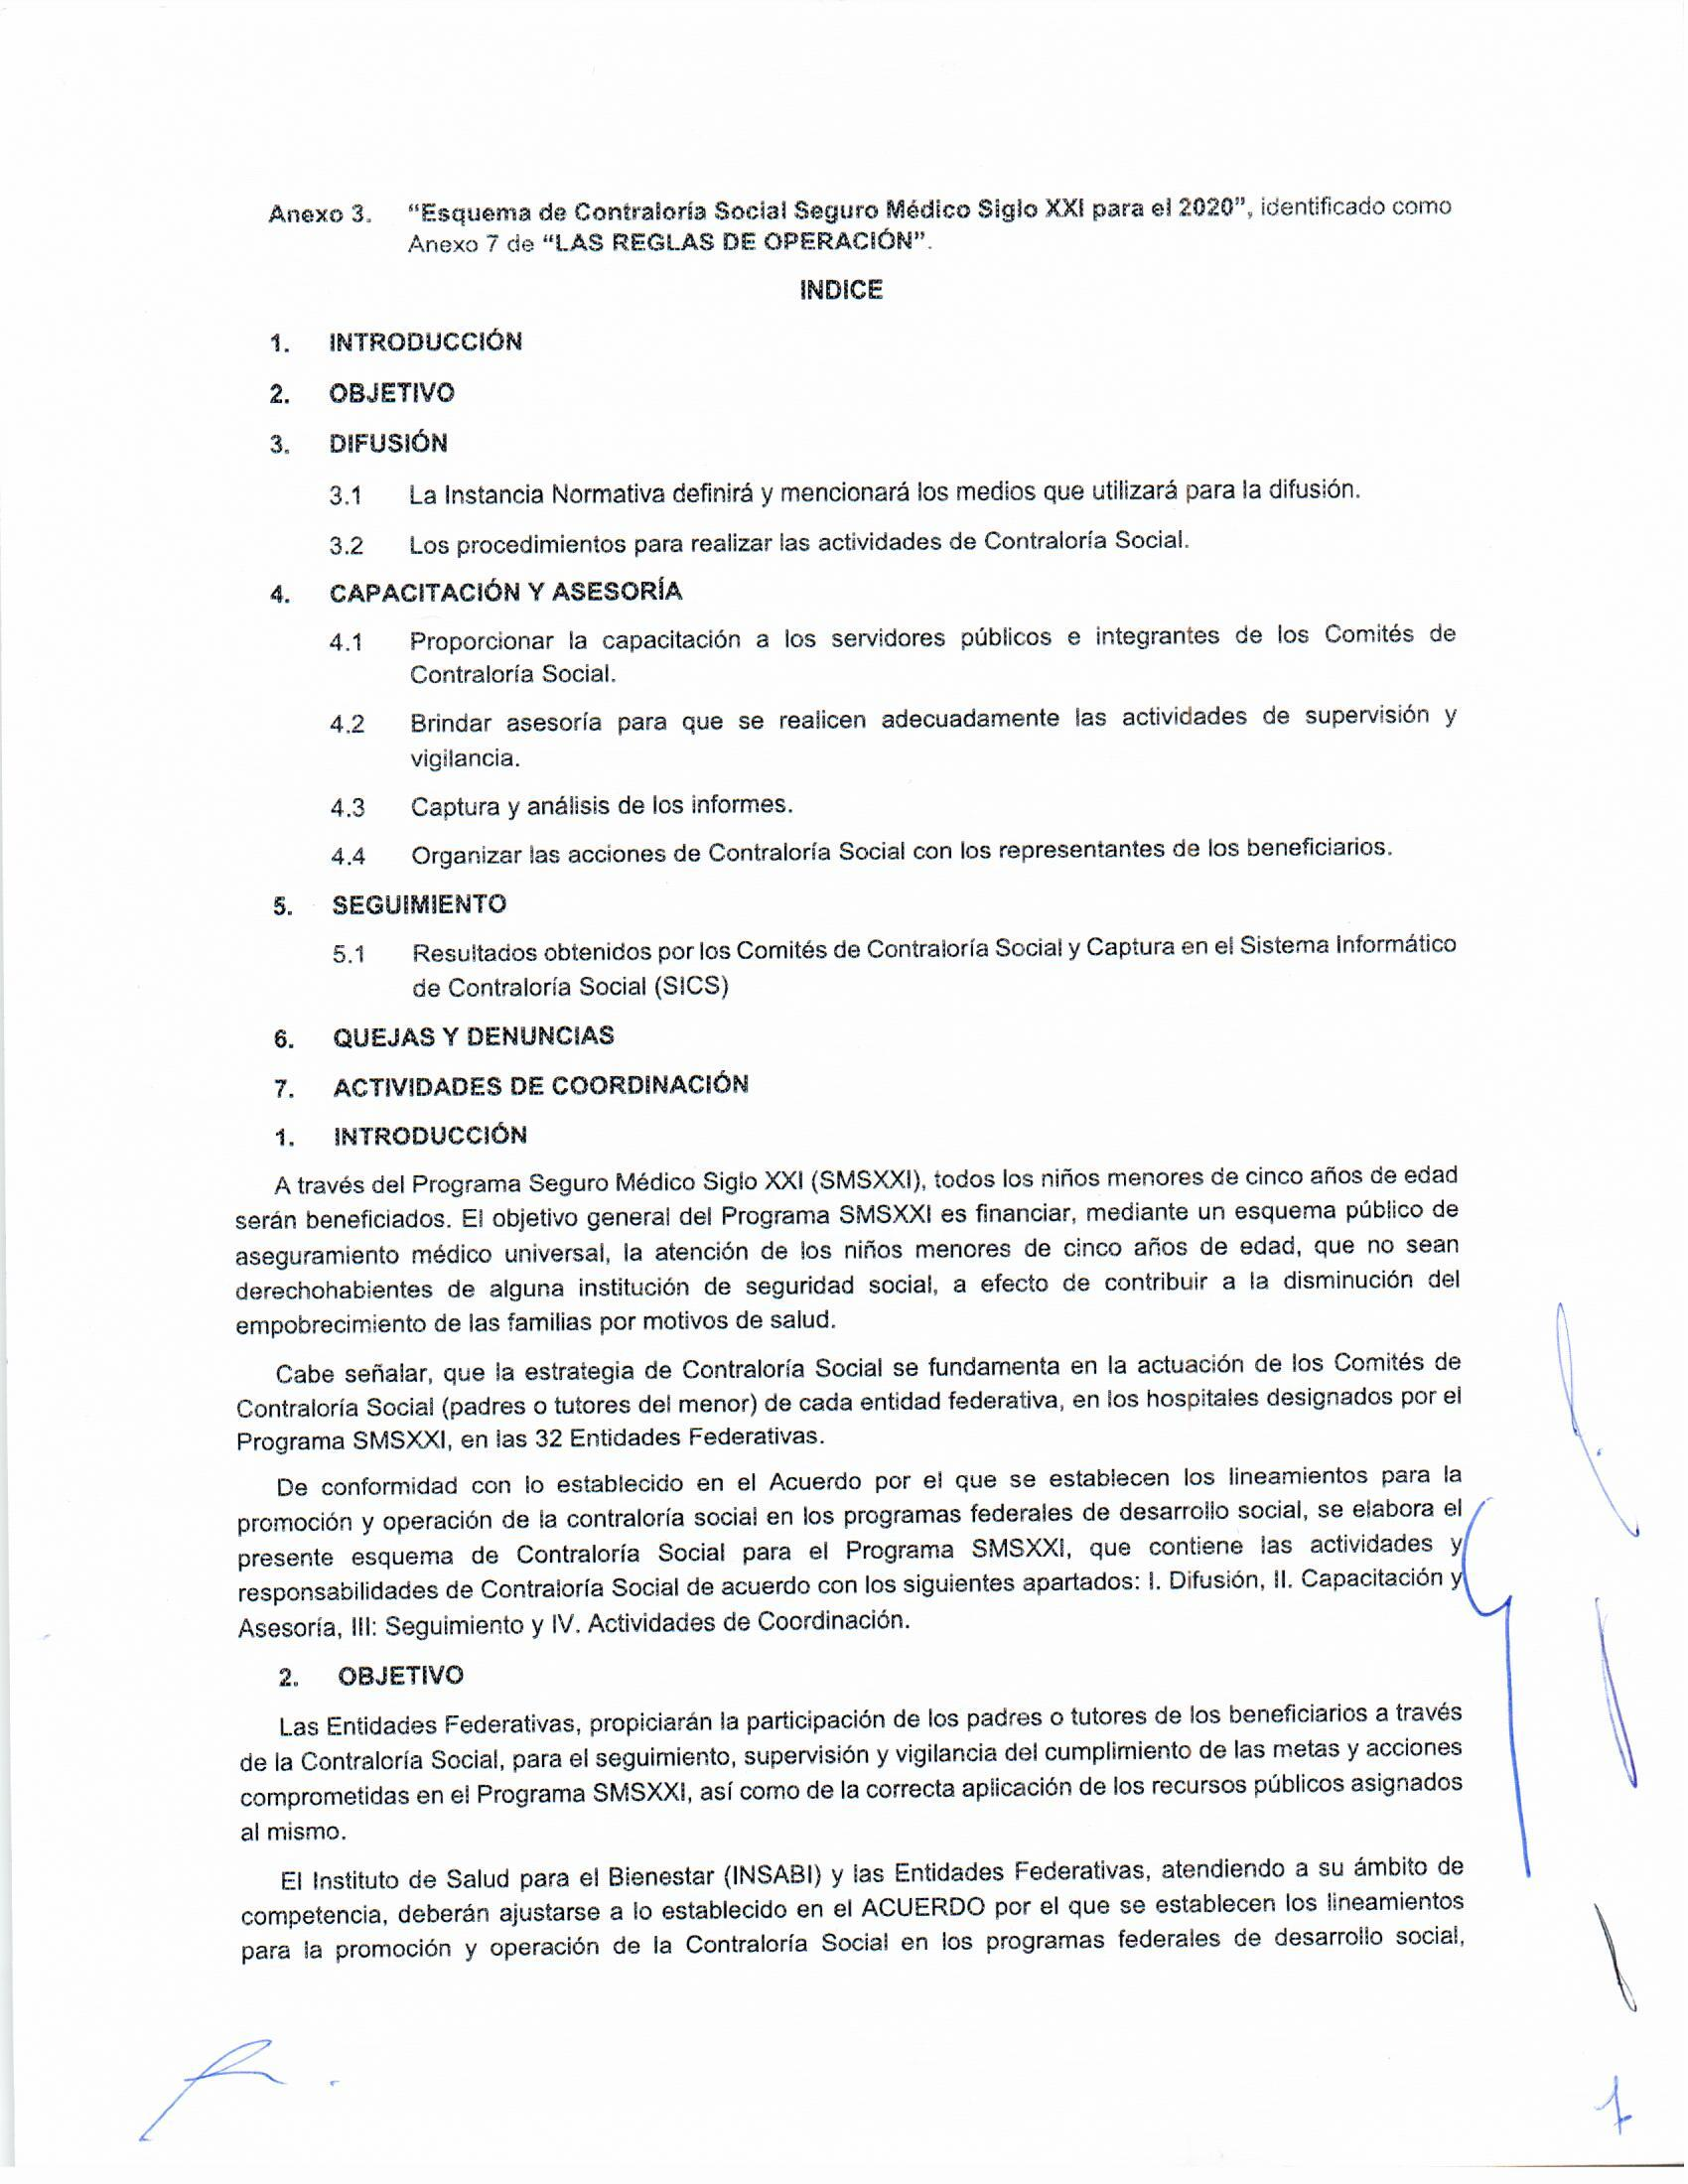 Anexo 3. “Esquema de Contraloría Social Seguro Médico Siglo XXI para el 2020”, identificado como
Anexo 7 de “LAS REGLAS DE OPERACIÓN”.
INDICE
1. INTRODUCCIÓN
2. OBJETIVO
3. DIFUSIÓN
3.1 La Instancia Normativa definirá y mencionará los medios que utilizará para la difusión.
3.2 Los procedimientos para realizar las actividades de Contraloría Social.
4. CAPACITACIÓN Y ASESORÍA
4.1 Proporcionar la capacitación a los servidores públicos e integrantes de los Comités de
Contraloría Social.
4.2 Brindar asesoría para que se realicen adecuadamente las actividades de supervisión y
vigilancia.
4.3 Captura y análisis de los informes.
4.4 Organizar las acciones de Contraloría Social con los representantes de los beneficiarios.
5. SEGUIMIENTO
5.1 Resultados obtenidos por los Comités de Contraloría Social y Captura en el Sistema Informático
de Contraloría Social (SICS)
6. QUEJAS Y DENUNCIAS
7. ACTIVIDADES DE COORDINACIÓN
1. INTRODUCCIÓN
A través del Programa Seguro Médico Siglo XXI (SMSXXI), todos los niños menores de cinco años de edad
serán beneficiados. El objetivo general del Programa SMSXXI es financiar, mediante un esquema público de
aseguramiento médico universal, la atención de los niños menores de cinco años de edad, que no sean
derechohabientes de alguna institución de seguridad social, a efecto de contribuir a la disminución del
empobrecimiento de las familias por motivos de salud.
Cabe señalar, que la estrategia de Contraloría Social se fundamenta en la actuación de los Comités de
Contraloría Social (padres o tutores del menor) de cada entidad federativa, en los hospitales designados por el
Programa SMSXXI, en las 32 Entidades Federativas.
De conformidad con lo establecido en el Acuerdo por el que se establecen los lineamientos para la
promoción y operación de la contraloría social en los programas federales de desarrollo social, se elabora el
presente esquema de Contraloría Social para el Programa SMSXXI, que contiene las actividades y
responsabilidades de Contraloría Social de acuerdo con los siguientes apartados: I. Difusión, II. Capacitación y
Asesoría, III: Seguimiento y IV. Actividades de Coordinación.
2. OBJETIVO
Las Entidades Federativas, propiciarán la participación de los padres o tutores de los beneficiarios a través
de la Contraloría Social, para el seguimiento, supervisión y vigilancia del cumplimiento de las metas y acciones
comprometidas en el Programa SMSXXI, así como de la correcta aplicación de los recursos públicos asignados
al mismo.
El Instituto de Salud para el Bienestar (INSABI) y las Entidades Federativas, atendiendo a su ámbito de
competencia, deberán ajustarse a lo establecido en el ACUERDO por el que se establecen los lineamientos
para la promoción y operación de la Contraloría Social en los programas federales de desarrollo social,